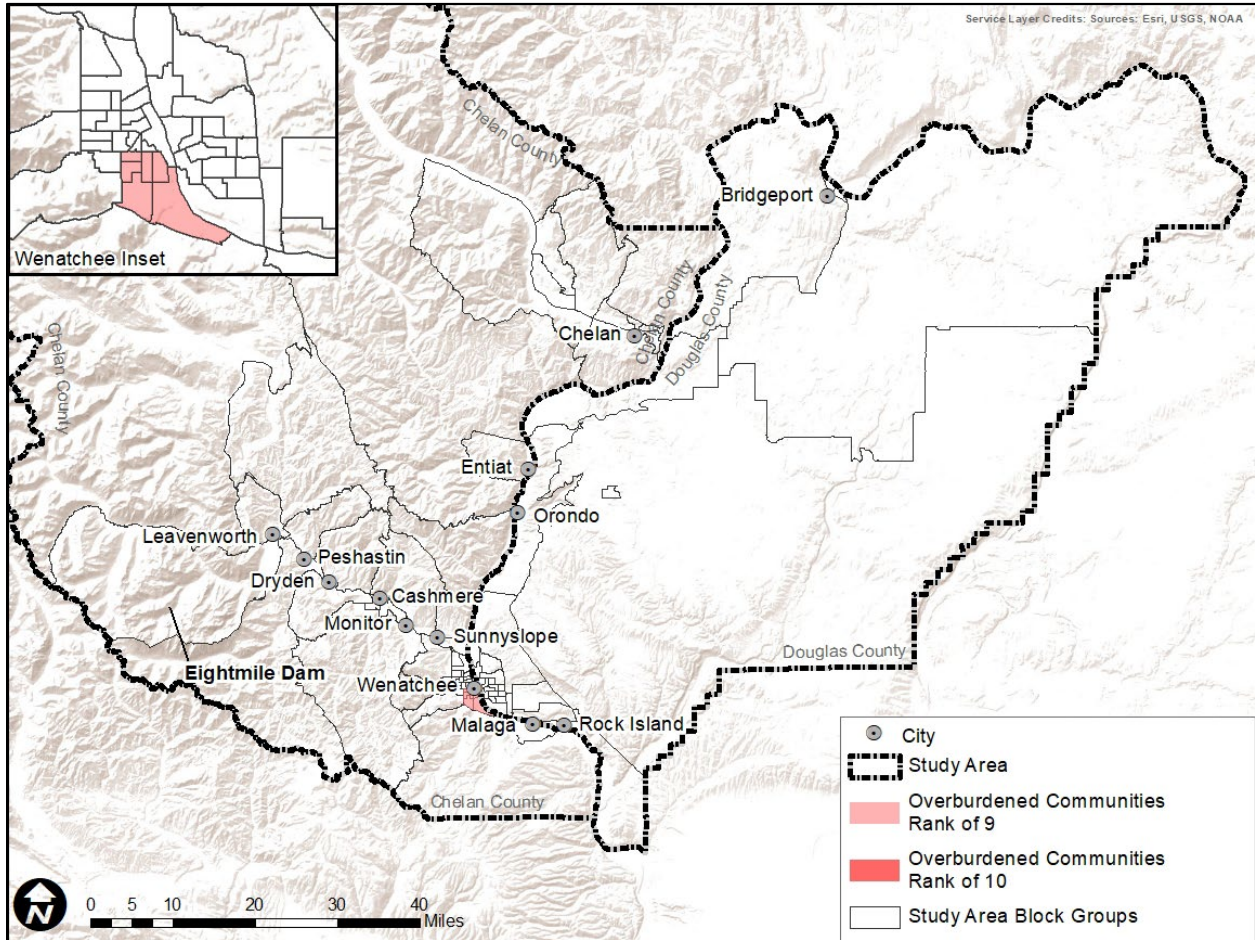 Service Layer Credits: Sources: Esri, USGS, NOAA
Wenatchee Inset
Chelan County
Bridgeport
Chelan County
Chelan
Chelan County
Douglas County
Entiat
Orondo
Leavenworth
Peshastin
Dryden
Cashmere
Monitor
Sunnyslope
Eightmile Dam
Douglas County
Wenatchee
Malaga
Rock Island
Chelan County
City
Study Area
Overburdened Communities
Rank of 9
Overburdened Communities
Rank of 10
Study Area Block Groups
N
0 5 10 20 30 40
Miles